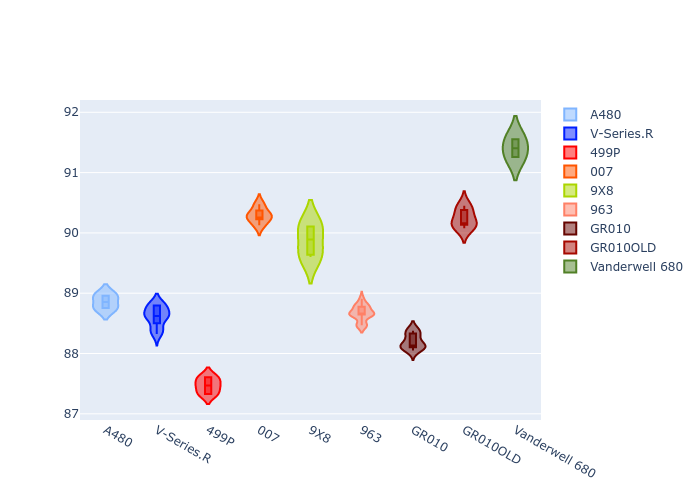 92
91
90
89
88
87
A480
V-Series.R
499P
007
9X8
963
GR010
GR010OLD
Vanderwell 680
A480
V-Series.R
499P
007
9X8
963
GR010
GR010OLD
Vanderwell 680